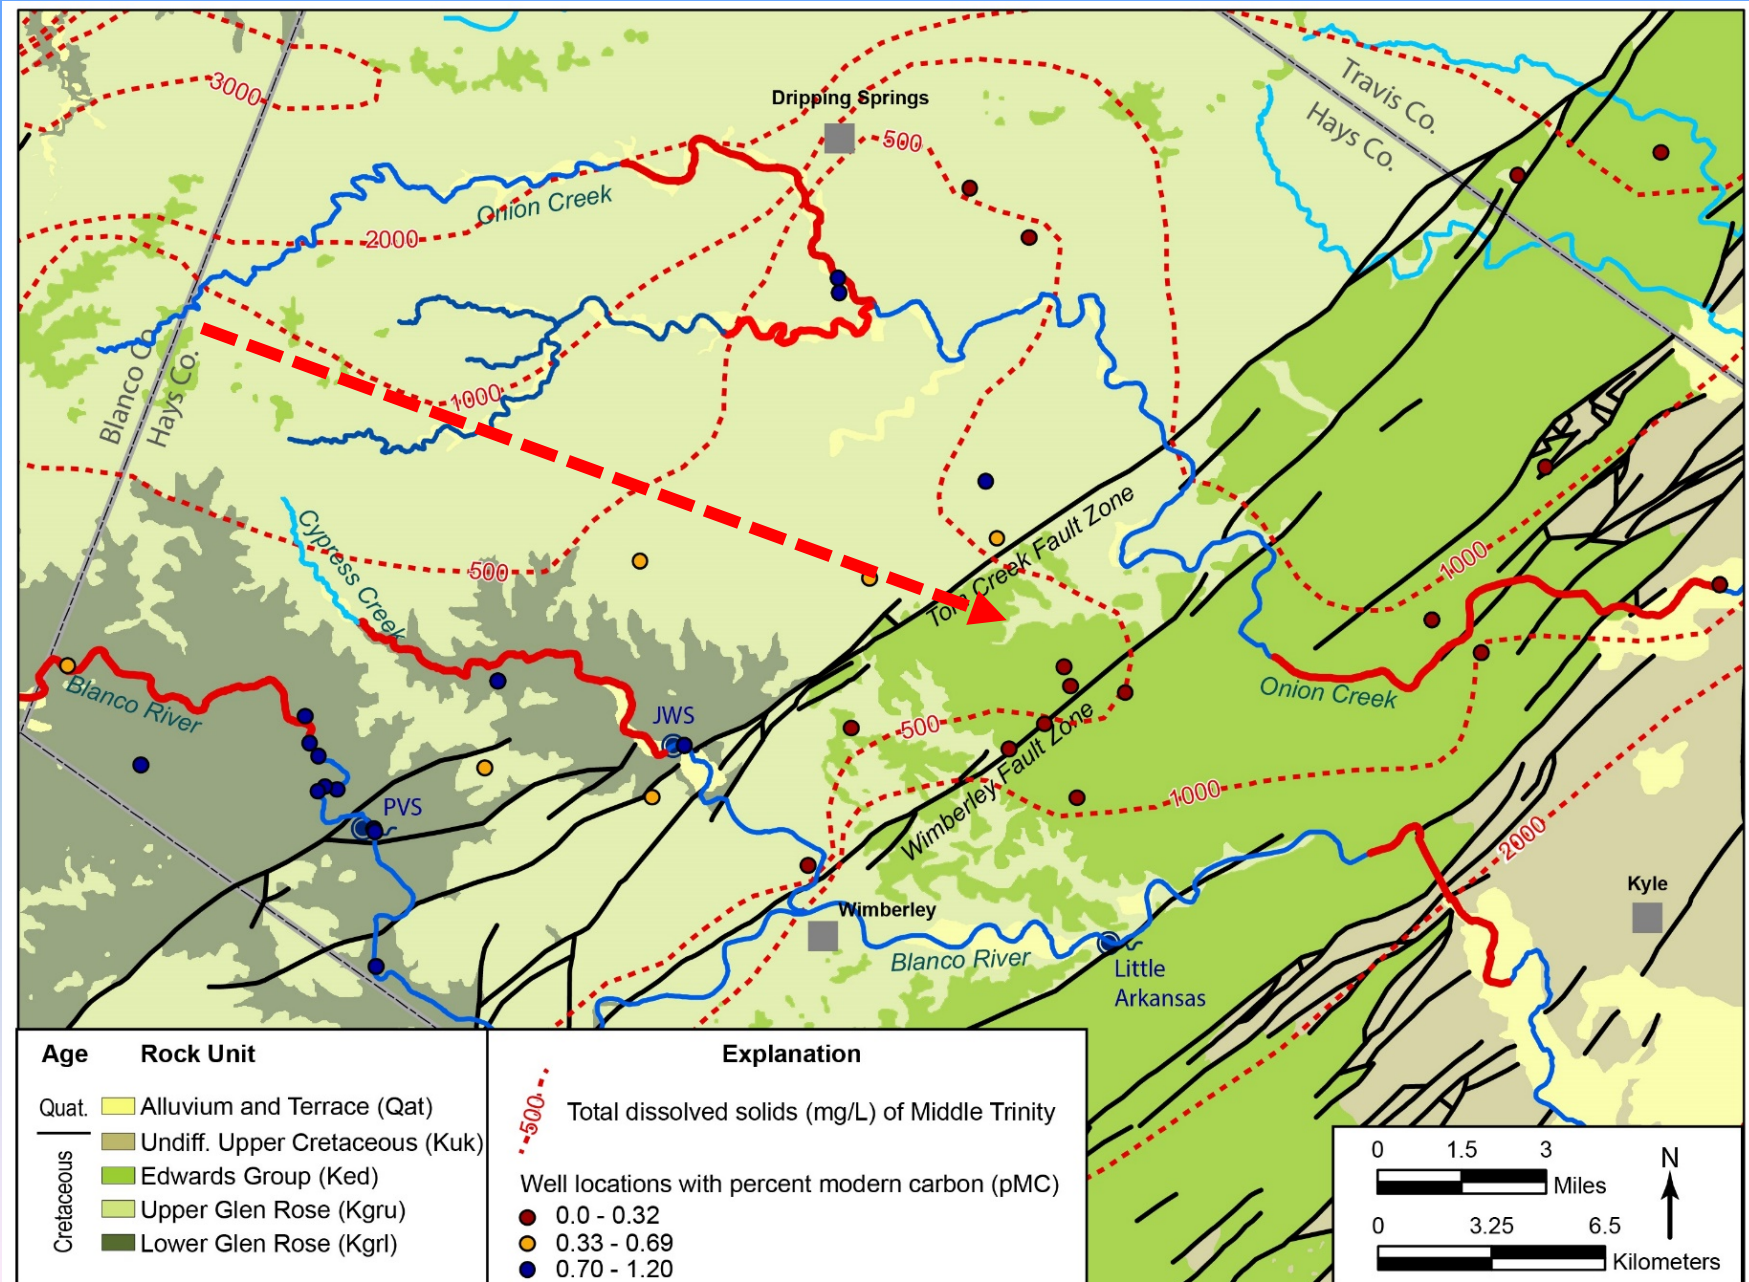 3000
Dripping Springs
500
Travis Co.
Hays Co.
Onion Creek
2000
1000
Blanco Co.
Hays Co.
Cypress Creek
500
Tom Creek Fault Zone
1000
Blanco River
JWS
Onion Creek
500
Wimberley Fault Zone
1000
PVS
2000
Kyle
Wimberley
Blanco River
Little
Arkansas
Age
Rock Unit
Quat.
Alluvium and Terrace (Qat)
Cretaceous
Undiff. Upper Cretaceous (Kuk)
Edwards Group (Ked)
Upper Glen Rose (Kgru)
Lower Glen Rose (Kgrl)
Explanation
500
Total dissolved solids (mg/L) of Middle Trinity
Well locations with percent modern carbon (pMC)
0.0 - 0.32
0.33 - 0.69
0.70 - 1.20
0 1.5 3
Miles
0 3.25 6.5
Kilometers
N